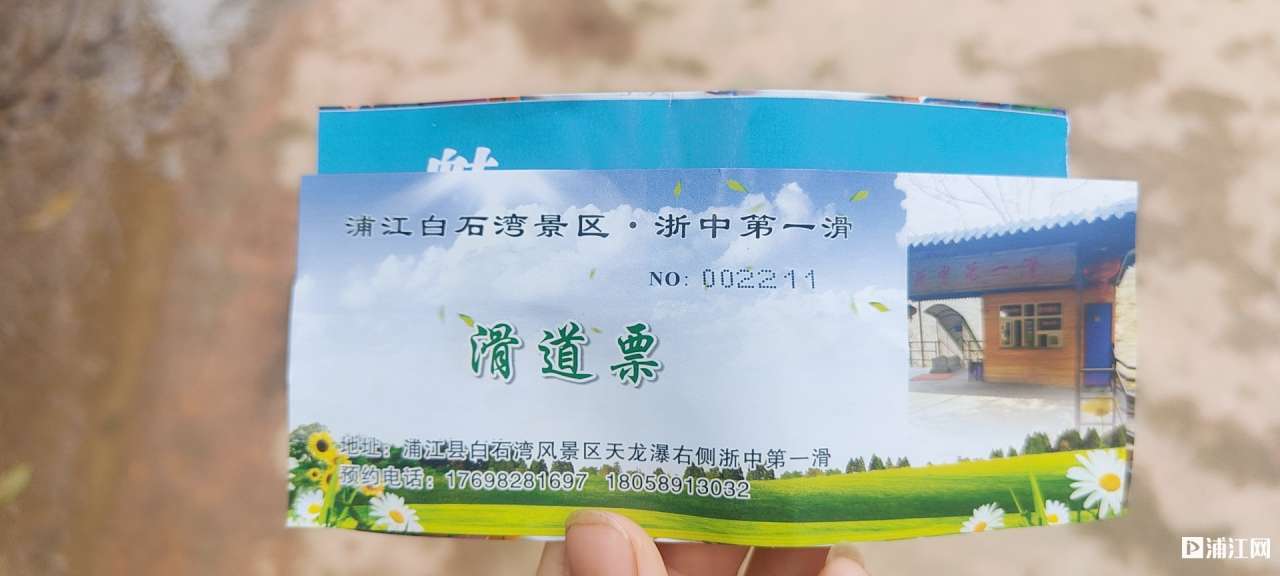 浦江白石湾景区·浙中第一滑
NO: 002211
滑道票
地址：浦江县白石湾风景区天龙瀑右侧浙中第一滑
预约电话：17698281697 18058913032
浦江网